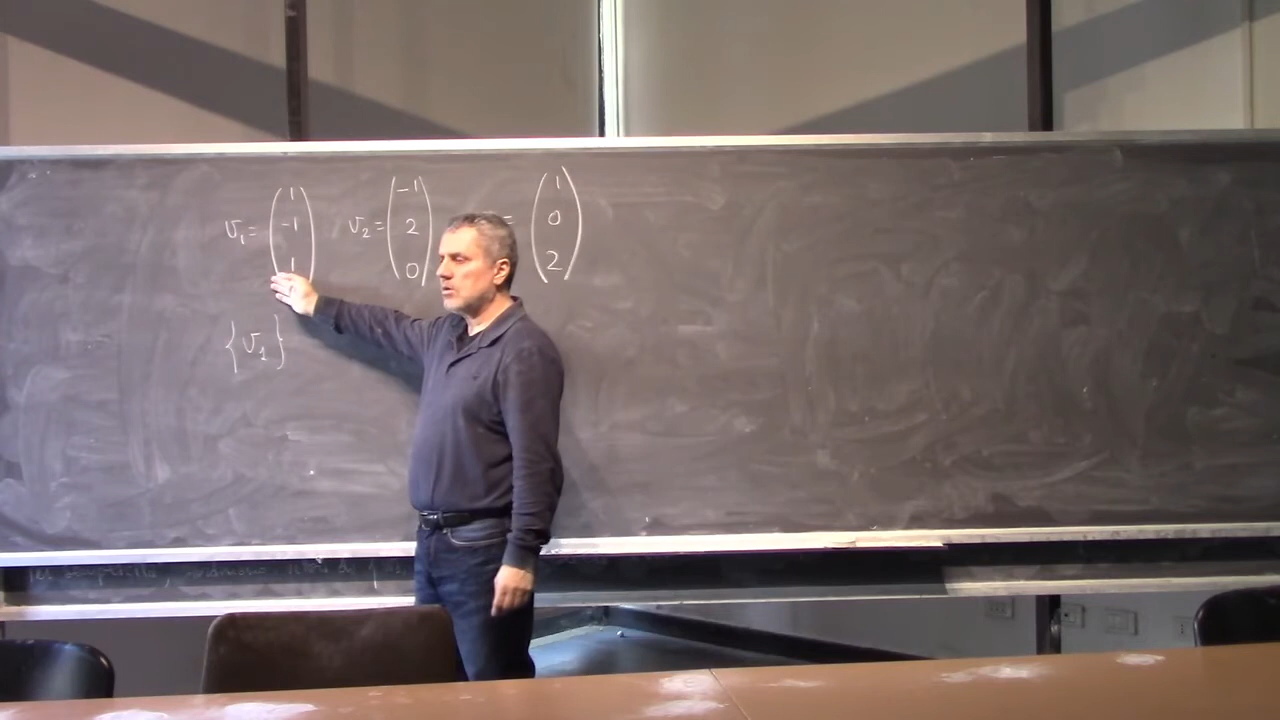 v₁ = (1 -1 1) v₂ = (-1 2 0) = (1 0 2)
{v₁}